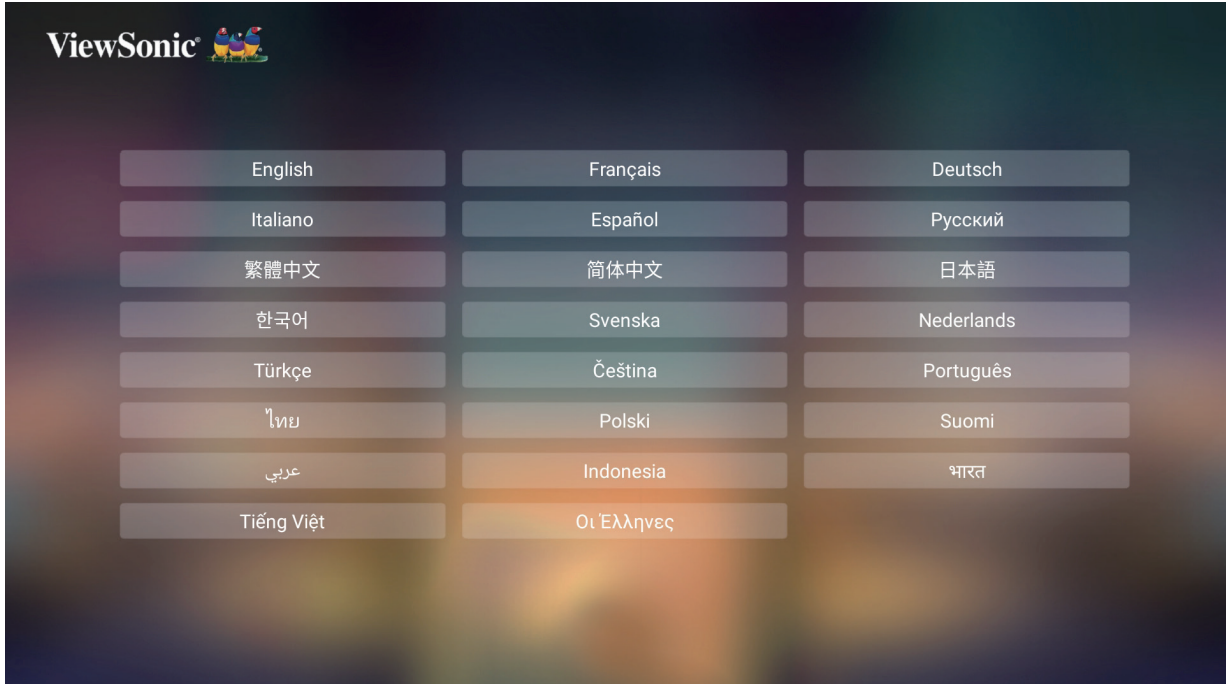 ViewSonic®
English Français Deutsch
Italiano Español Русский
繁體中文 简体中文 日本語
한국어 Svenska Nederlands
Türkçe Čeština Português
ไทย Polski Suomi
عربي Indonesia भारत
Tiếng Việt Οι Έλληνες